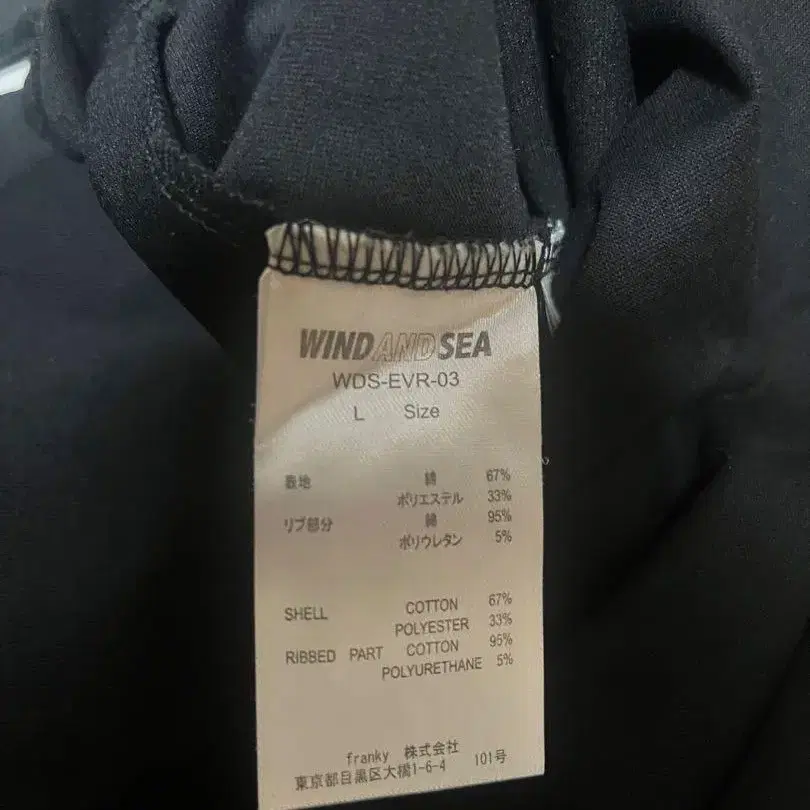 WINDANDSEA
WDS-EVR-03
L Size
表地 綿 67%
ポリエステル 33%
リブ部分 綿 95%
ポリウレタン 5%
SHELL COTTON 67%
POLYESTER 33%
RIBBED PART COTTON 95%
POLYURETHANE 5%
franky 株式会社
東京都目黒区大橋1-6-4 101号